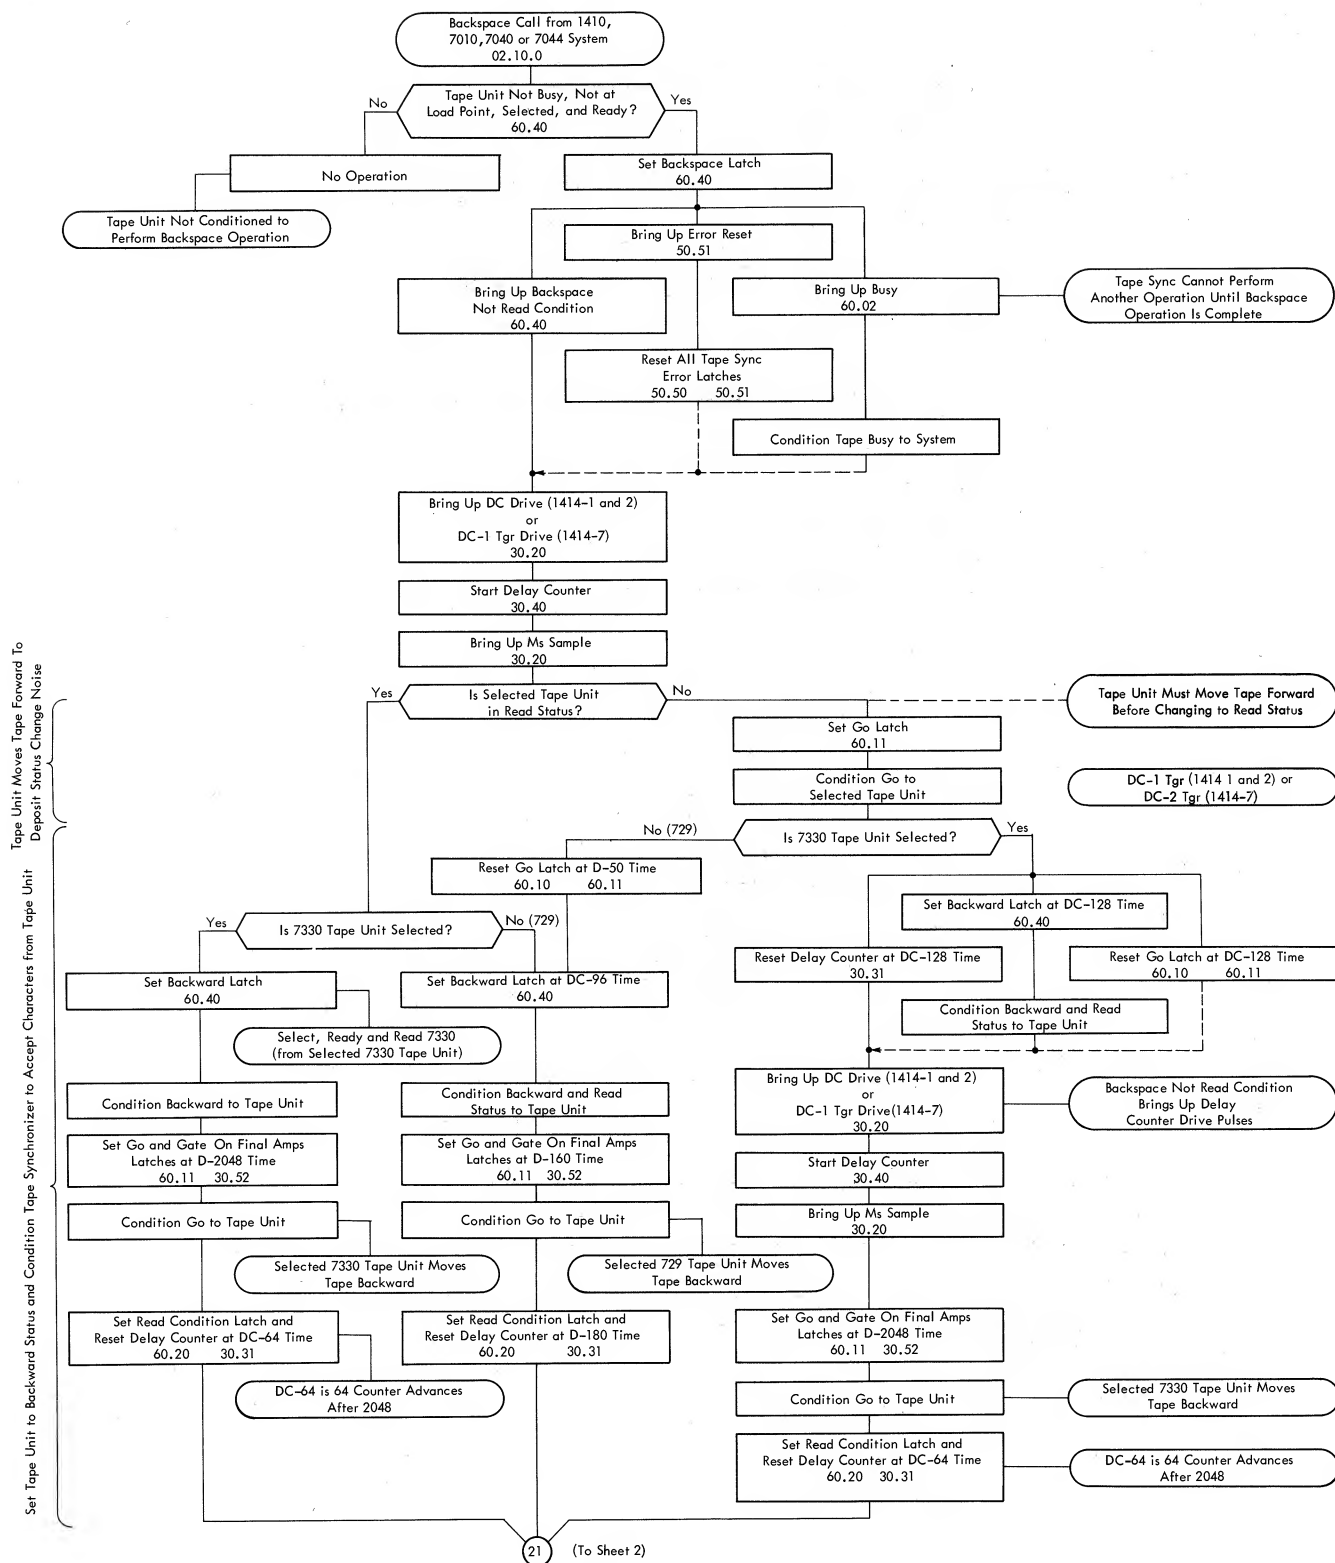 Backspace Call from 1410,
7010,7040 or 7044 System
02.10.0
Tape Unit Not Busy, Not at
Load Point, Selected, and Ready?
60.40
No
Yes
No Operation
Set Backspace Latch
60.40
Tape Unit Not Conditioned to
Perform Backspace Operation
Bring Up Error Reset
50.51
Bring Up Backspace
Not Read Condition
60.40
Bring Up Busy
60.02
Tape Sync Cannot Perform
Another Operation Until Backspace
Operation Is Complete
Reset All Tape Sync
Error Latches
50.50 50.51
Condition Tape Busy to System
Bring Up DC Drive (1414-1 and 2)
or
DC-1 Tgr Drive (1414-7)
30.20
Start Delay Counter
30.40
Bring Up Ms Sample
30.20
Yes
Is Selected Tape Unit
in Read Status?
No
Tape Unit Must Move Tape Forward
Before Changing to Read Status
Tape Unit Moves Tape Forward To
Deposit Status Change Noise
Set Go Latch
60.11
Condition Go to
Selected Tape Unit
DC-1 Tgr (1414 1 and 2) or
DC-2 Tgr (1414-7)
No (729)
Is 7330 Tape Unit Selected?
Yes
Reset Go Latch at D-50 Time
60.10 60.11
Set Backward Latch at DC-128 Time
60.40
Yes
Is 7330 Tape Unit Selected?
No (729)
Reset Delay Counter at DC-128 Time
30.31
Reset Go Latch at DC-128 Time
60.10 60.11
Set Backward Latch
60.40
Set Backward Latch at DC-96 Time
60.40
Condition Backward and Read
Status to Tape Unit
Select, Ready and Read 7330
(from Selected 7330 Tape Unit)
Set Tape Unit to Backward Status and Condition Tape Synchronizer to Accept Characters from Tape Unit
Condition Backward to Tape Unit
Condition Backward and Read
Status to Tape Unit
Bring Up DC Drive (1414-1 and 2)
or
DC-1 Tgr Drive(1414-7)
30.20
Backspace Not Read Condition
Brings Up Delay
Counter Drive Pulses
Set Go and Gate On Final Amps
Latches at D-2048 Time
60.11 30.52
Set Go and Gate On Final Amps
Latches at D-160 Time
60.11 30.52
Start Delay Counter
30.40
Condition Go to Tape Unit
Condition Go to Tape Unit
Bring Up Ms Sample
30.20
Selected 7330 Tape Unit Moves
Tape Backward
Selected 729 Tape Unit Moves
Tape Backward
Set Read Condition Latch and
Reset Delay Counter at DC-64 Time
60.20 30.31
Set Read Condition Latch and
Reset Delay Counter at D-180 Time
60.20 30.31
Set Go and Gate On Final Amps
Latches at D-2048 Time
60.11 30.52
DC-64 is 64 Counter Advances
After 2048
Condition Go to Tape Unit
Selected 7330 Tape Unit Moves
Tape Backward
Set Read Condition Latch and
Reset Delay Counter at DC-64 Time
60.20 30.31
DC-64 is 64 Counter Advances
After 2048
21
(To Sheet 2)